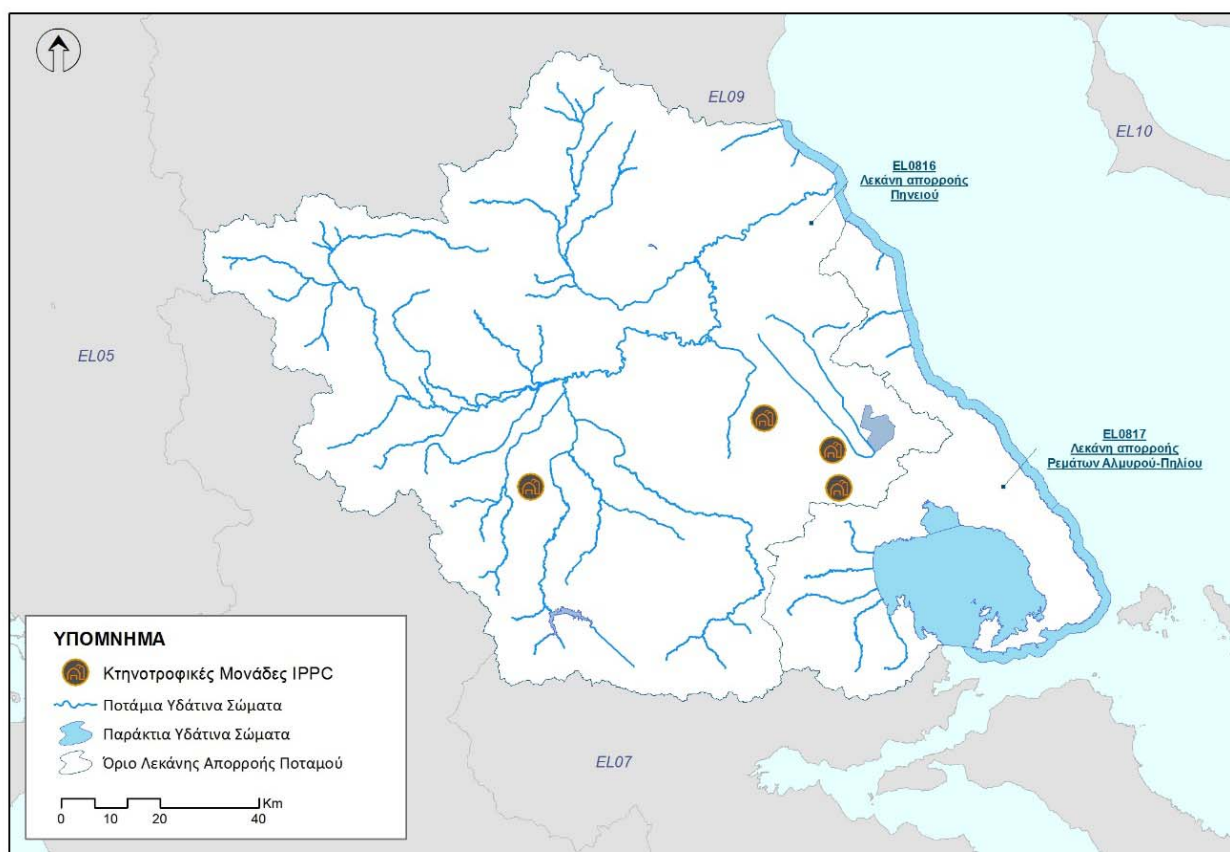 EL09
EL10
EL0816
Λεκάνη απορροής
Πηνειού
EL05
EL0817
Λεκάνη απορροής
Ρεμάτων Αλμυρού-Πηλίου
EL07
ΥΠΟΜΝΗΜΑ
Κτηνοτροφικές Μονάδες IPPC
Ποτάμια Υδάτινα Σώματα
Παράκτια Υδάτινα Σώματα
Όριο Λεκάνης Απορροής Ποταμού
Km
0 10 20 40